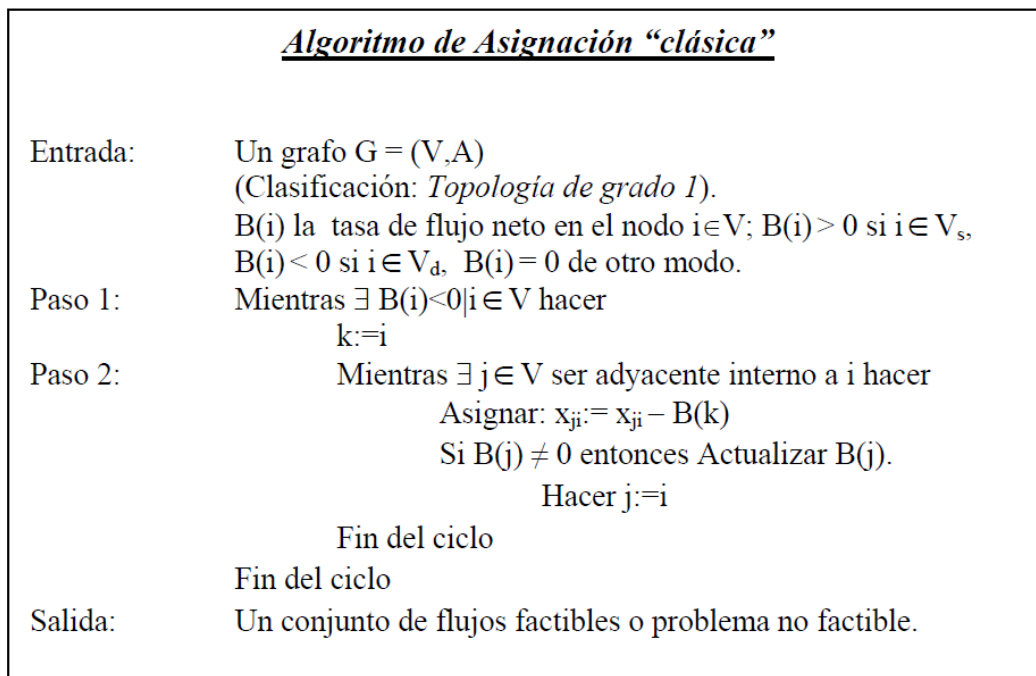 Algoritmo de Asignación “clásica”
Entrada: Un grafo G = (V,A)
(Clasificación: Topología de grado 1).
B(i) la tasa de flujo neto en el nodo i∈V; B(i) > 0 si i∈ Vs,
B(i) < 0 si i∈ Vd, B(i) = 0 de otro modo.
Paso 1: Mientras ∃ B(i)<0|i∈ V hacer
k:=i
Paso 2: Mientras ∃ j∈ V ser adyacente interno a i hacer
Asignar: xji:= xji – B(k)
Si B(j) ≠ 0 entonces Actualizar B(j).
Hacer j:=i
Fin del ciclo
Fin del ciclo
Salida: Un conjunto de flujos factibles o problema no factible.